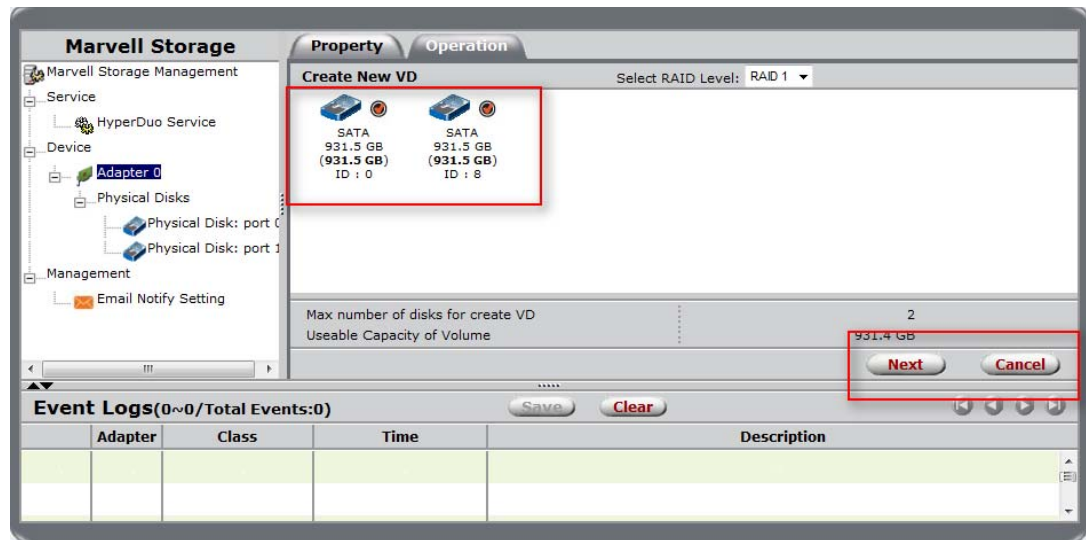 Marvell Storage
Marvell Storage Management
Service
HyperDuo Service
Device
Adapter 0
Physical Disks
Physical Disk: port 0
Physical Disk: port 1
Management
Email Notify Setting
Property
Operation
Create New VD
Select RAID Level: RAID 1
SATA
931.5 GB
(931.5 GB)
ID : 0
SATA
931.5 GB
(931.5 GB)
ID : 8
Max number of disks for create VD 2
Useable Capacity of Volume 931.4 GB
Next Cancel
Event Logs(0~0/Total Events:0) Save Clear
Adapter Class Time Description